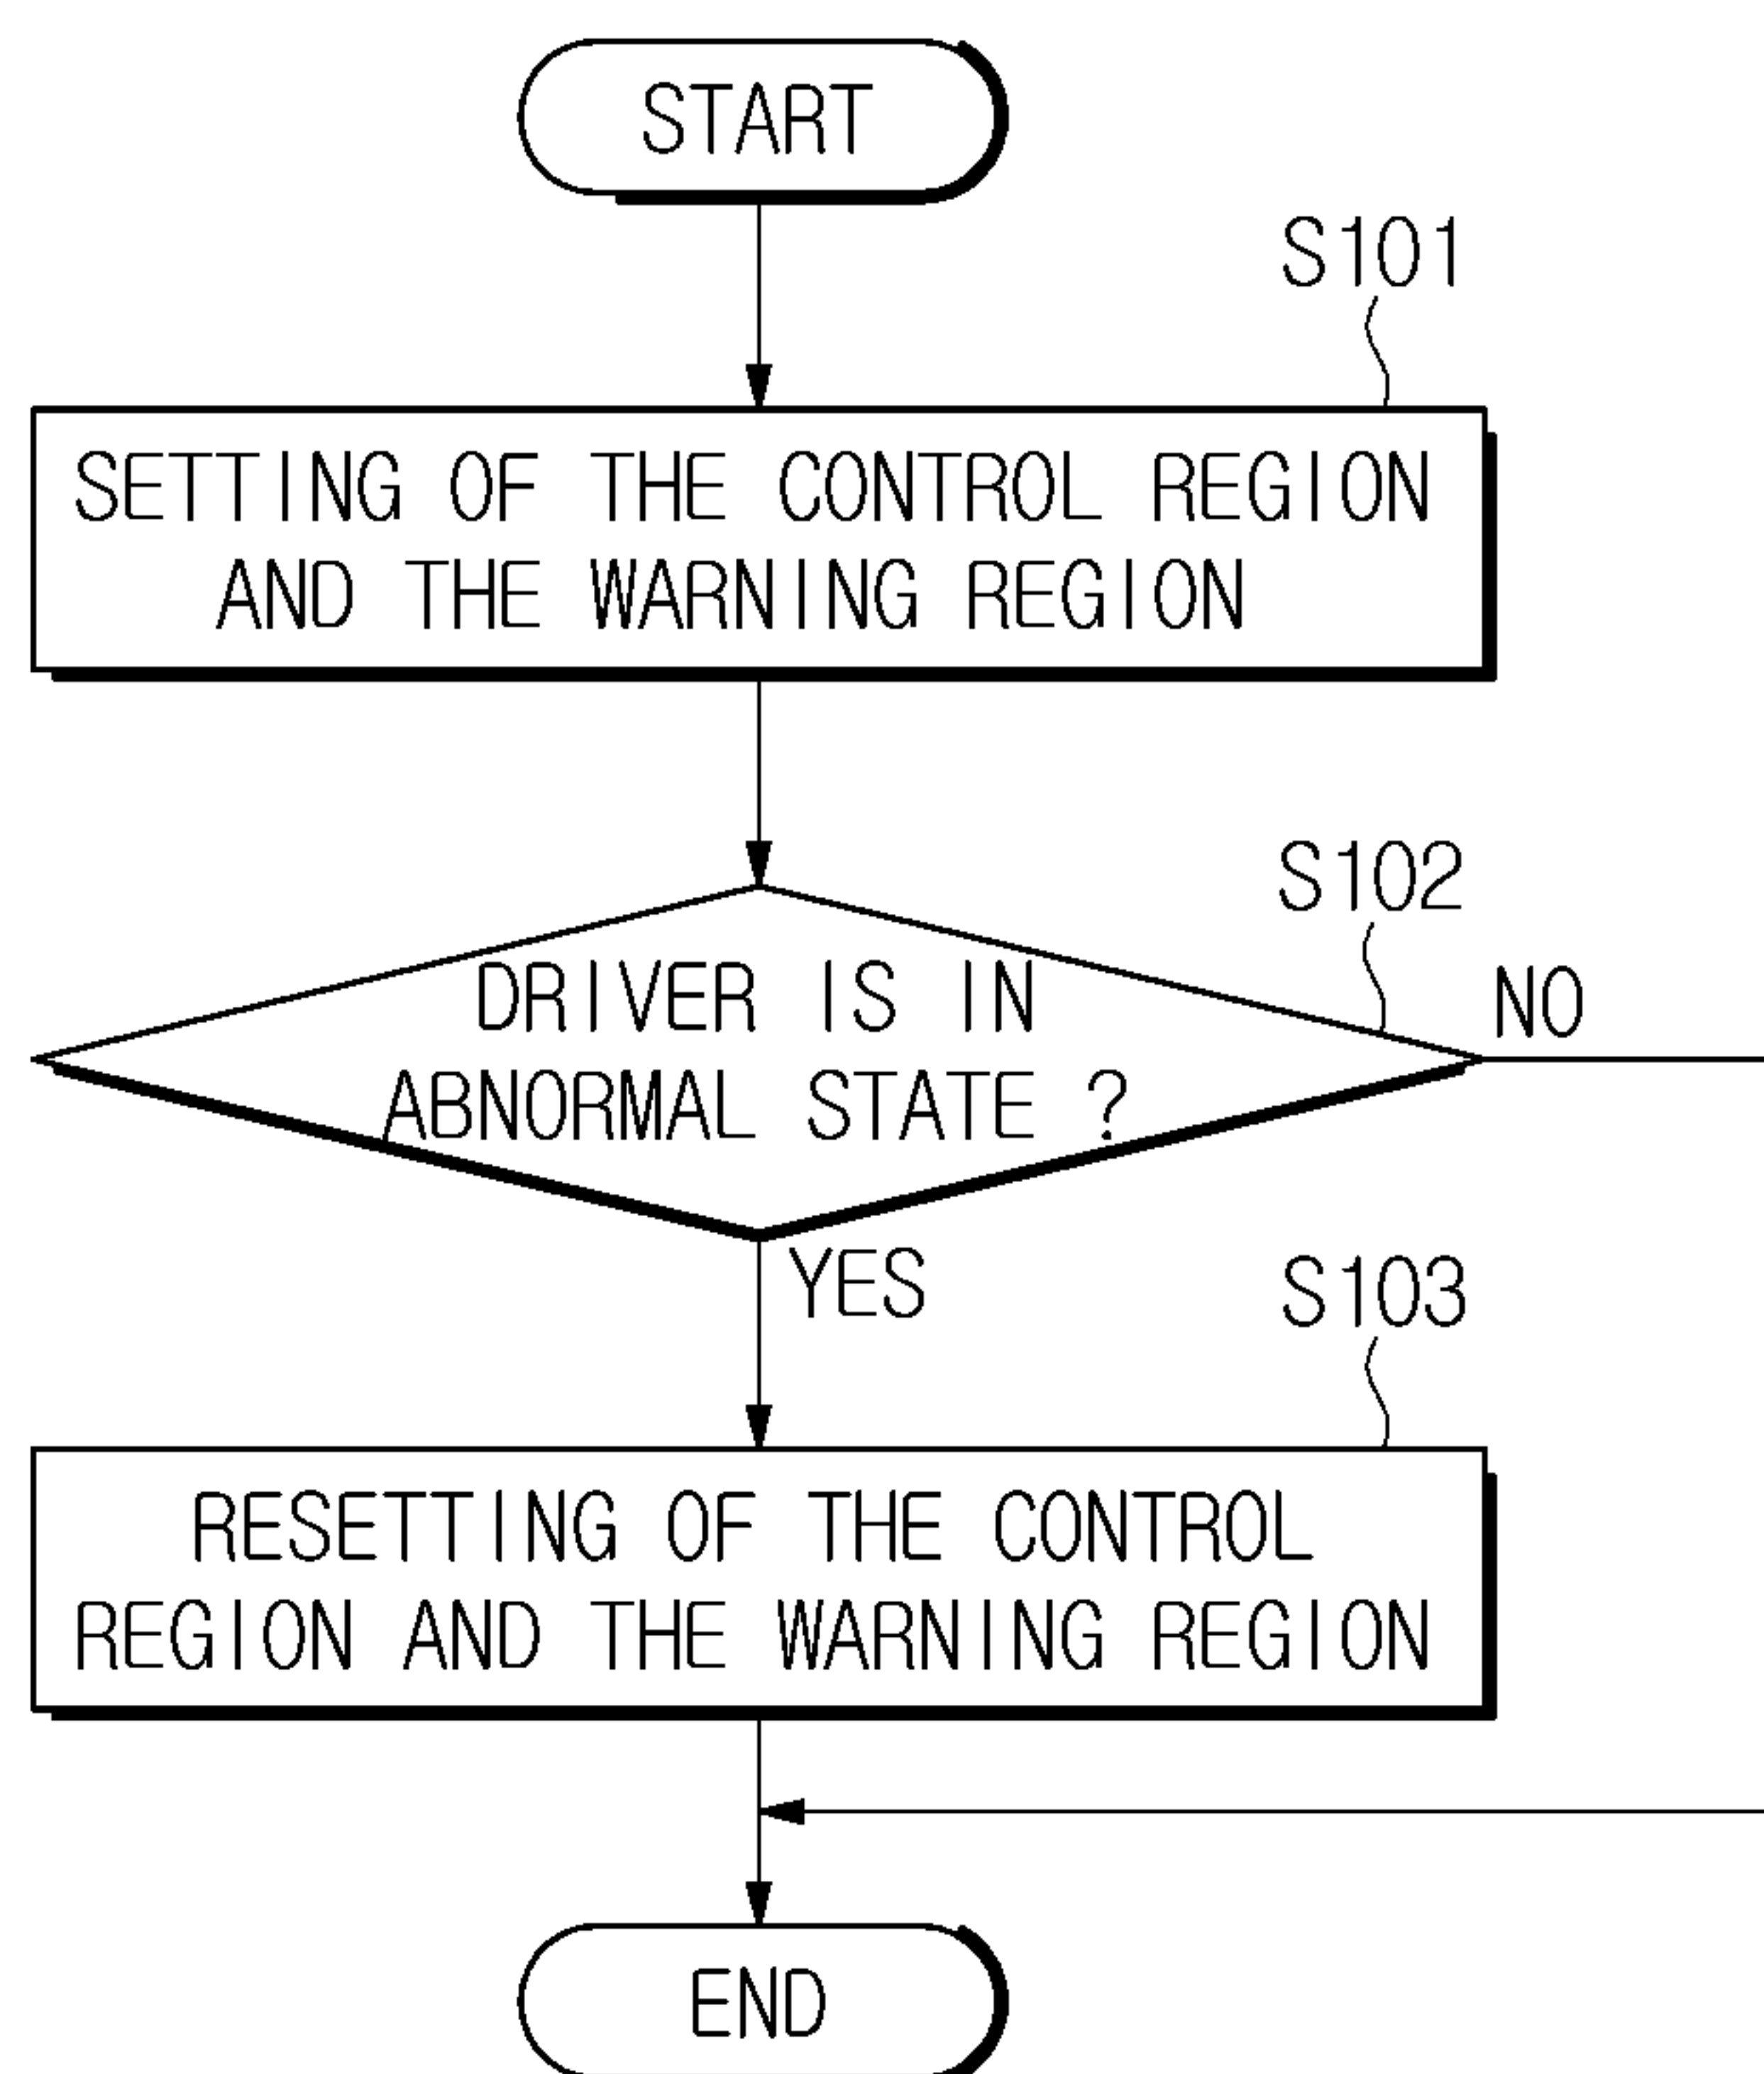 START
S101
SETTING OF THE CONTROL REGION
AND THE WARNING REGION
S102
DRIVER IS IN
ABNORMAL STATE ?
NO
YES
S103
RESETTING OF THE CONTROL
REGION AND THE WARNING REGION
END